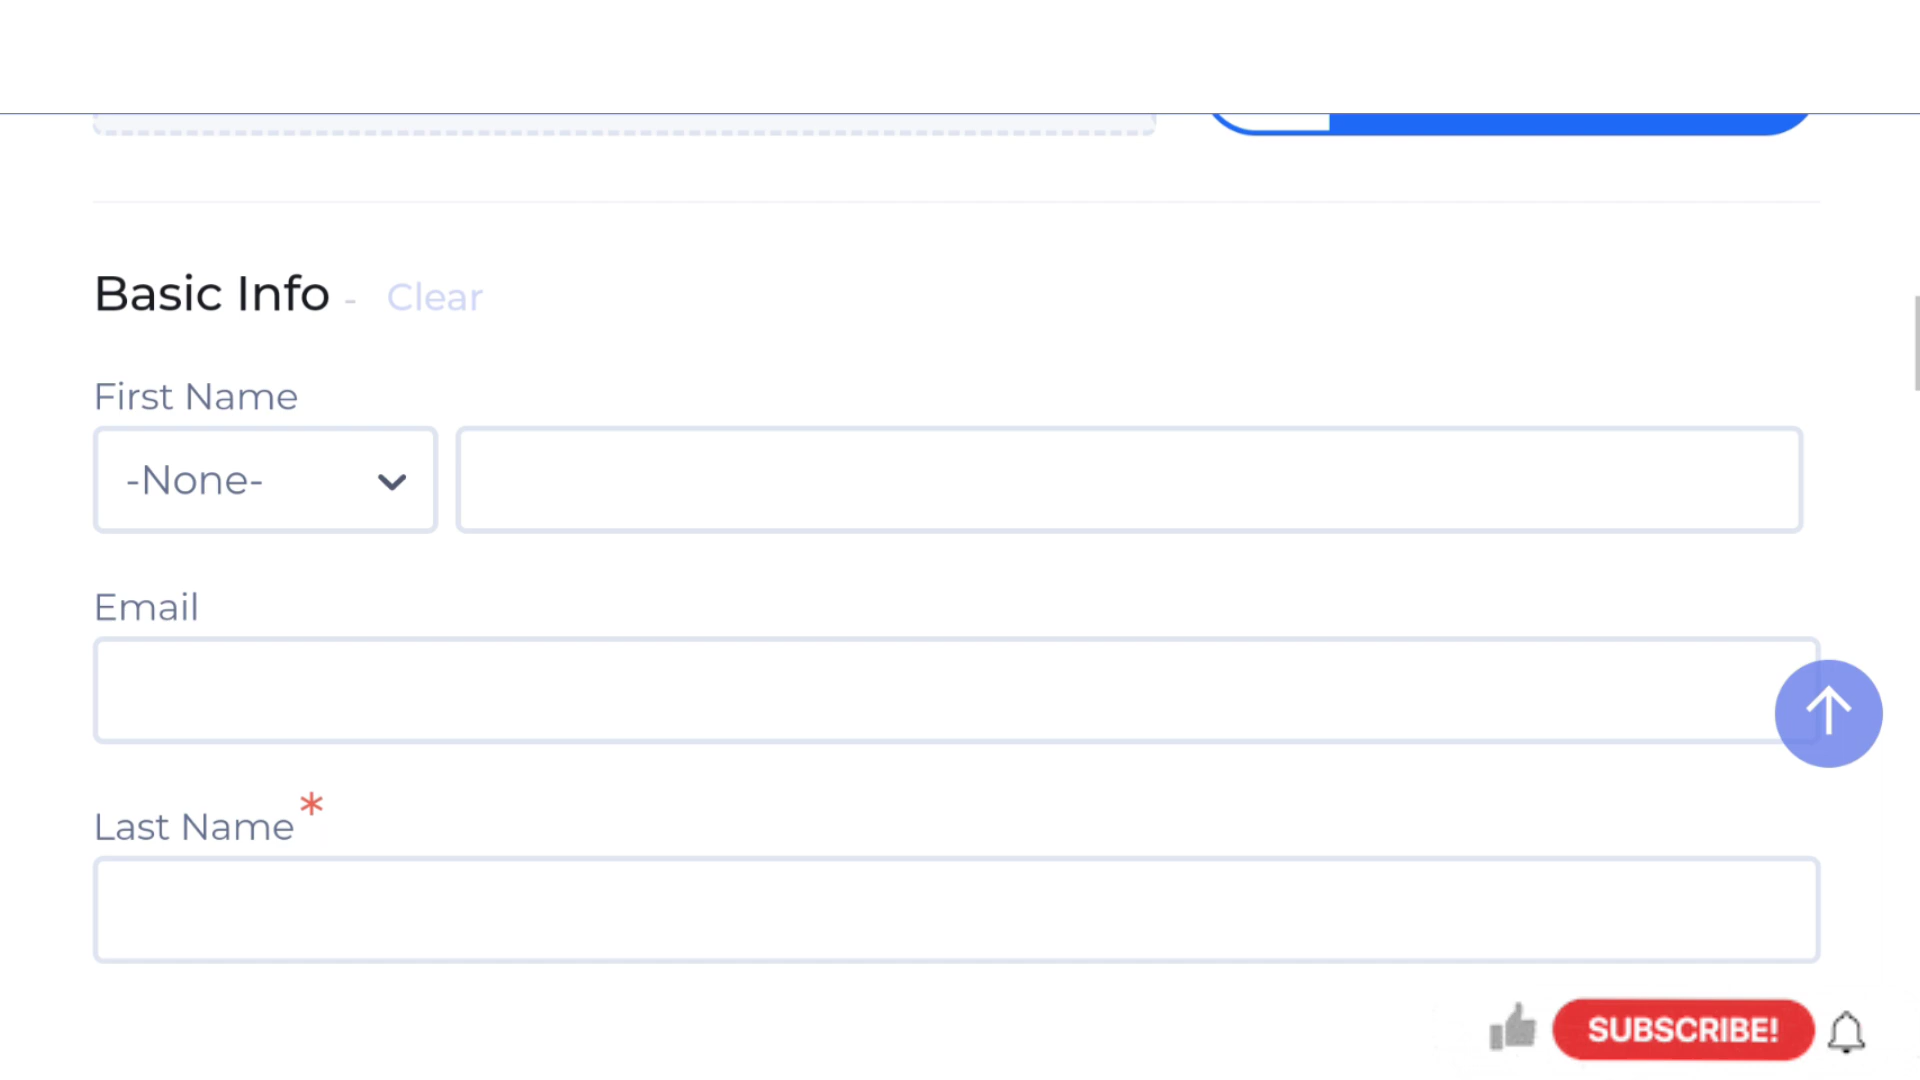 Basic Info - Clear
First Name
-None-
Email
Last Name *
SUBSCRIBE!